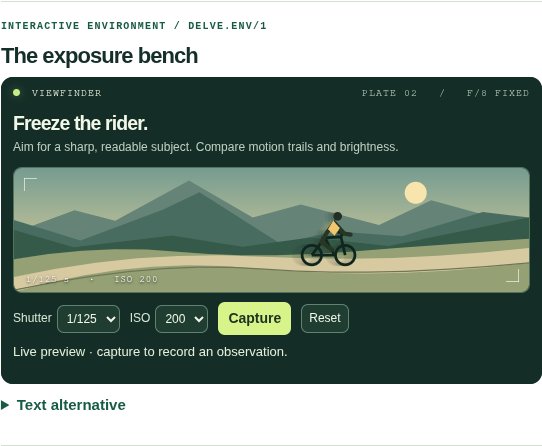 INTERACTIVE ENVIRONMENT / DELVE.ENV/1
The exposure bench
VIEWFINDER PLATE 02 / F/8 FIXED
Freeze the rider.
Aim for a sharp, readable subject. Compare motion trails and brightness.
1/125 s · ISO 200
Shutter 1/125 ISO 200 Capture Reset
Live preview · capture to record an observation.
Text alternative